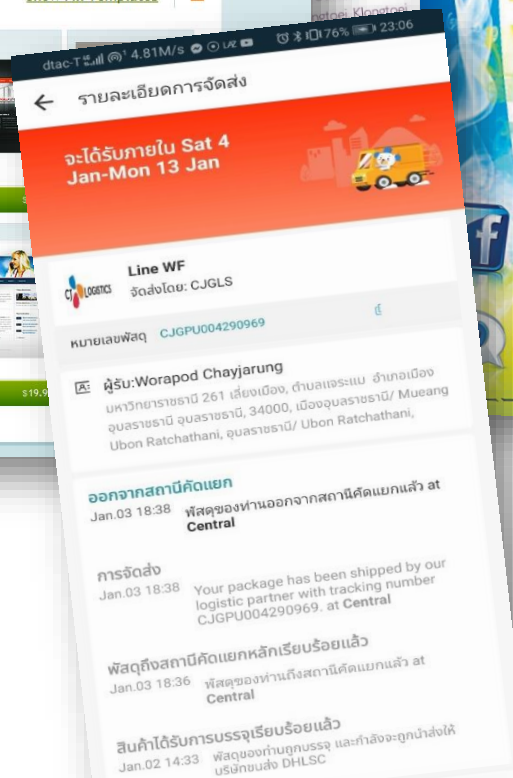 Klongtoei
dtac-T 4.81M/s 76% 23:06
รายละเอียดการจัดส่ง
จะได้รับภายใน Sat 4
Jan-Mon 13 Jan
CJ LOGISTICS
Line WF
จัดส่งโดย: CJGLS
หมายเลขพัสดุ CJGPU004290969
ผู้รับ:Worapod Chayjarung
มหาวิทยาราชธานี 261 เลี่ยงเมือง, ตำบลแจระแม อำเภอเมือง
อุบลราชธานี อุบลราชธานี, 34000, เมืองอุบลราชธานี/ Mueang
Ubon Ratchathani, อุบลราชธานี/ Ubon Ratchathani,
ออกจากสถานีคัดแยก
Jan.03 18:38 พัสดุของท่านออกจากสถานีคัดแยกแล้ว at
Central
การจัดส่ง
Jan.03 18:38 Your package has been shipped by our
logistic partner with tracking number
CJGPU004290969. at Central
พัสดุถึงสถานีคัดแยกหลักเรียบร้อยแล้ว
Jan.03 18:36 พัสดุของท่านถึงสถานีคัดแยกแล้ว at
Central
สินค้าได้รับการบรรจุเรียบร้อยแล้ว
Jan.02 14:33 พัสดุของท่านถูกบรรจุ และกำลังจะถูกนำส่งให้
บริษัทขนส่ง DHLSC
$19.9